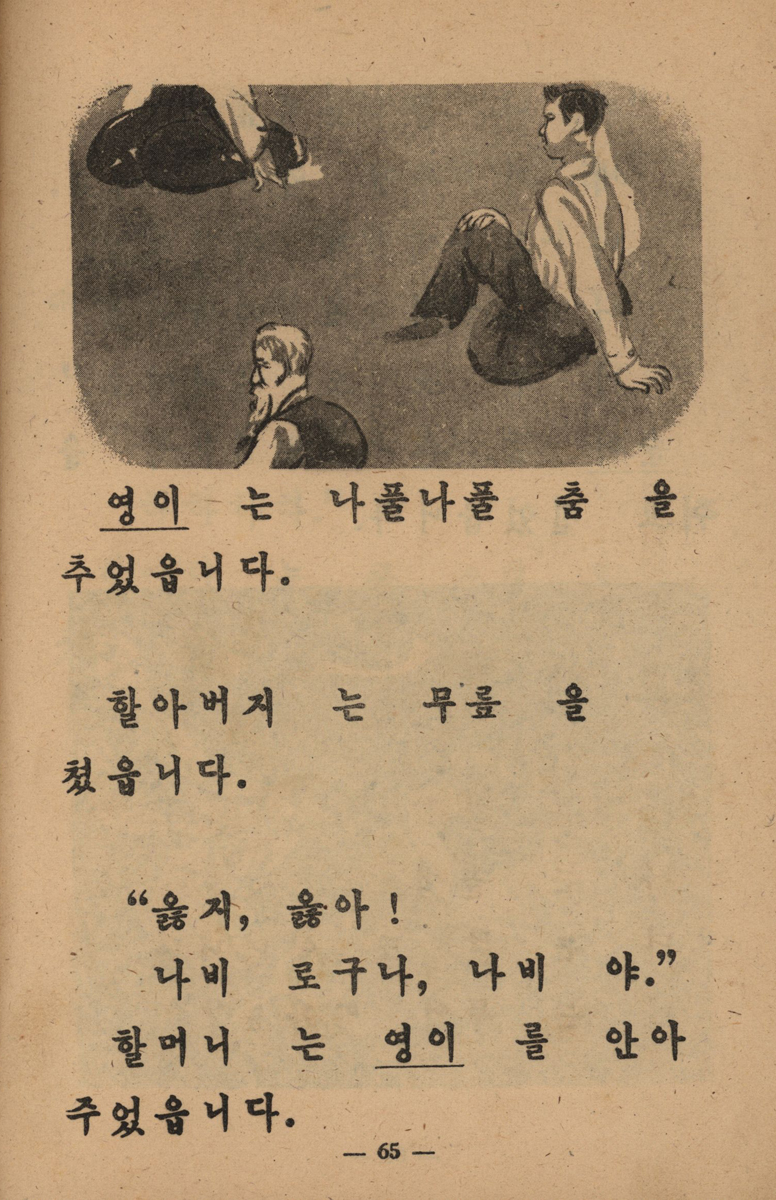 영이 는 나풀나풀 춤 을
추었읍니다.
할아버지 는 무릎 을
쳤읍니다.
“옳지, 옳아!
나비 로구나, 나비 야.”
할머니 는 영이 를 안아
주었읍니다.
— 65 —